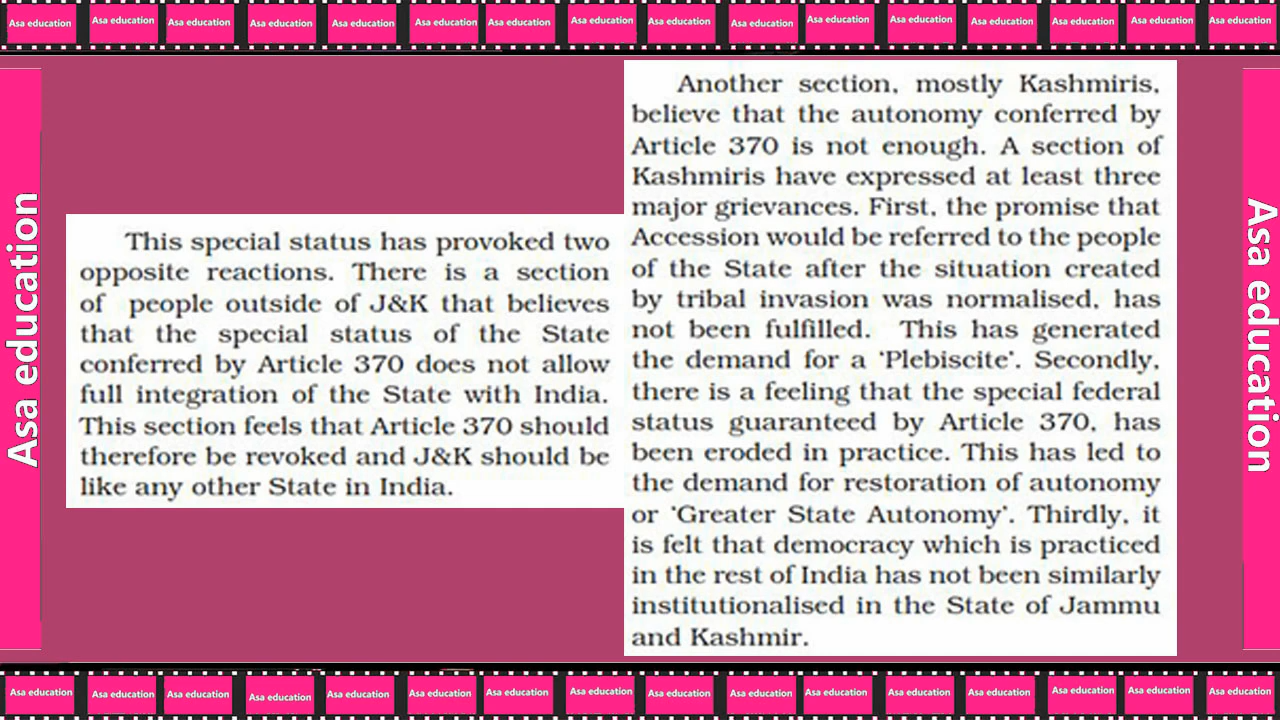 Asa education Asa education Asa education Asa education Asa education Asa education Asa education Asa education Asa education Asa education Asa education Asa education Asa education Asa education Asa education Asa education
Asa education
This special status has provoked two
opposite reactions. There is a section
of people outside of J&K that believes
that the special status of the State
conferred by Article 370 does not allow
full integration of the State with India.
This section feels that Article 370 should
therefore be revoked and J&K should be
like any other State in India.
Another section, mostly Kashmiris,
believe that the autonomy conferred by
Article 370 is not enough. A section of
Kashmiris have expressed at least three
major grievances. First, the promise that
Accession would be referred to the people
of the State after the situation created
by tribal invasion was normalised, has
not been fulfilled. This has generated
the demand for a 'Plebiscite'. Secondly,
there is a feeling that the special federal
status guaranteed by Article 370, has
been eroded in practice. This has led to
the demand for restoration of autonomy
or 'Greater State Autonomy'. Thirdly, it
is felt that democracy which is practiced
in the rest of India has not been similarly
institutionalised in the State of Jammu
and Kashmir.
Asa education
Asa education Asa education Asa education Asa education Asa education Asa education Asa education Asa education Asa education Asa education Asa education Asa education Asa education Asa education Asa education Asa education